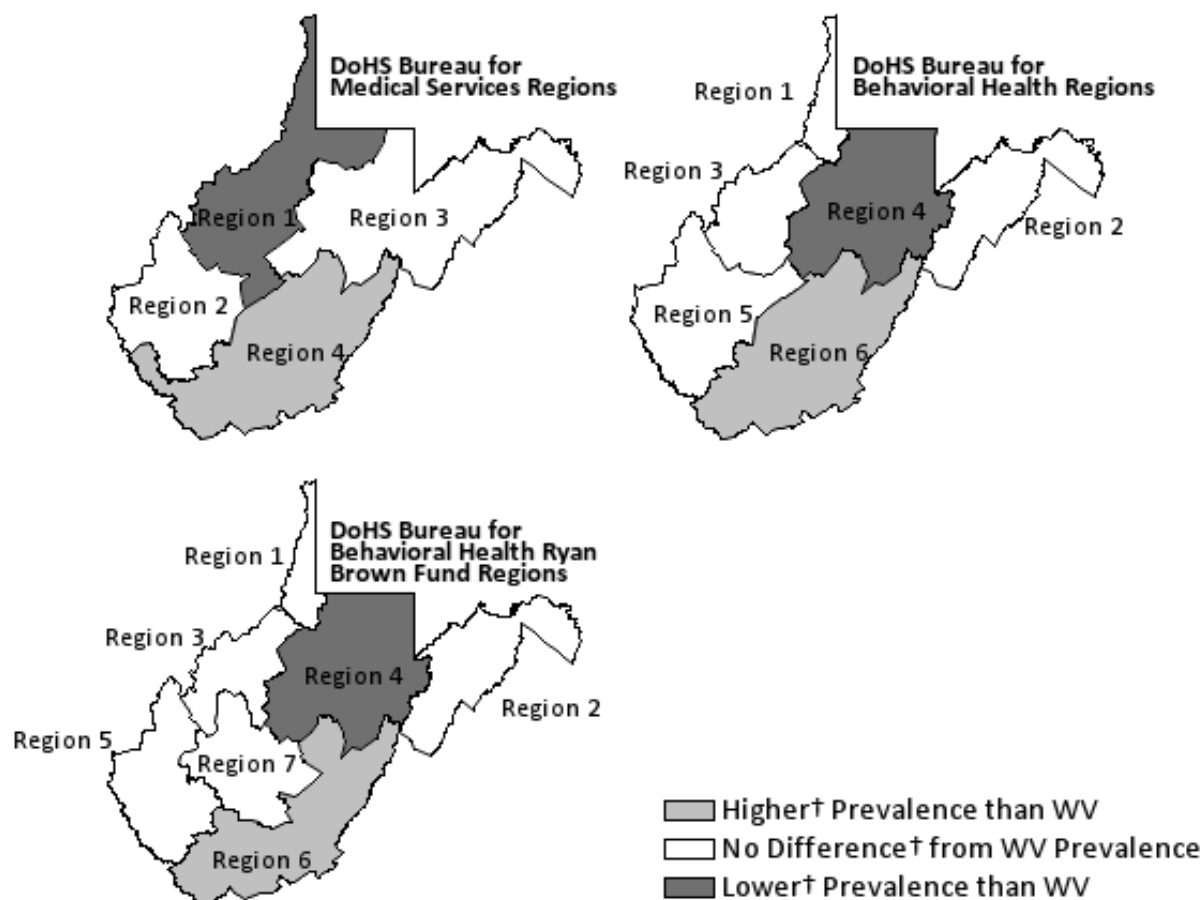 DoHS Bureau for
Medical Services Regions
Region 1
Region 3
Region 2
Region 4
DoHS Bureau for
Behavioral Health Regions
Region 1
Region 3
Region 4
Region 2
Region 5
Region 6
DoHS Bureau for
Behavioral Health Ryan
Brown Fund Regions
Region 1
Region 3
Region 4
Region 2
Region 5
Region 7
Region 6
Higher† Prevalence than WV
No Difference† from WV Prevalence
Lower† Prevalence than WV